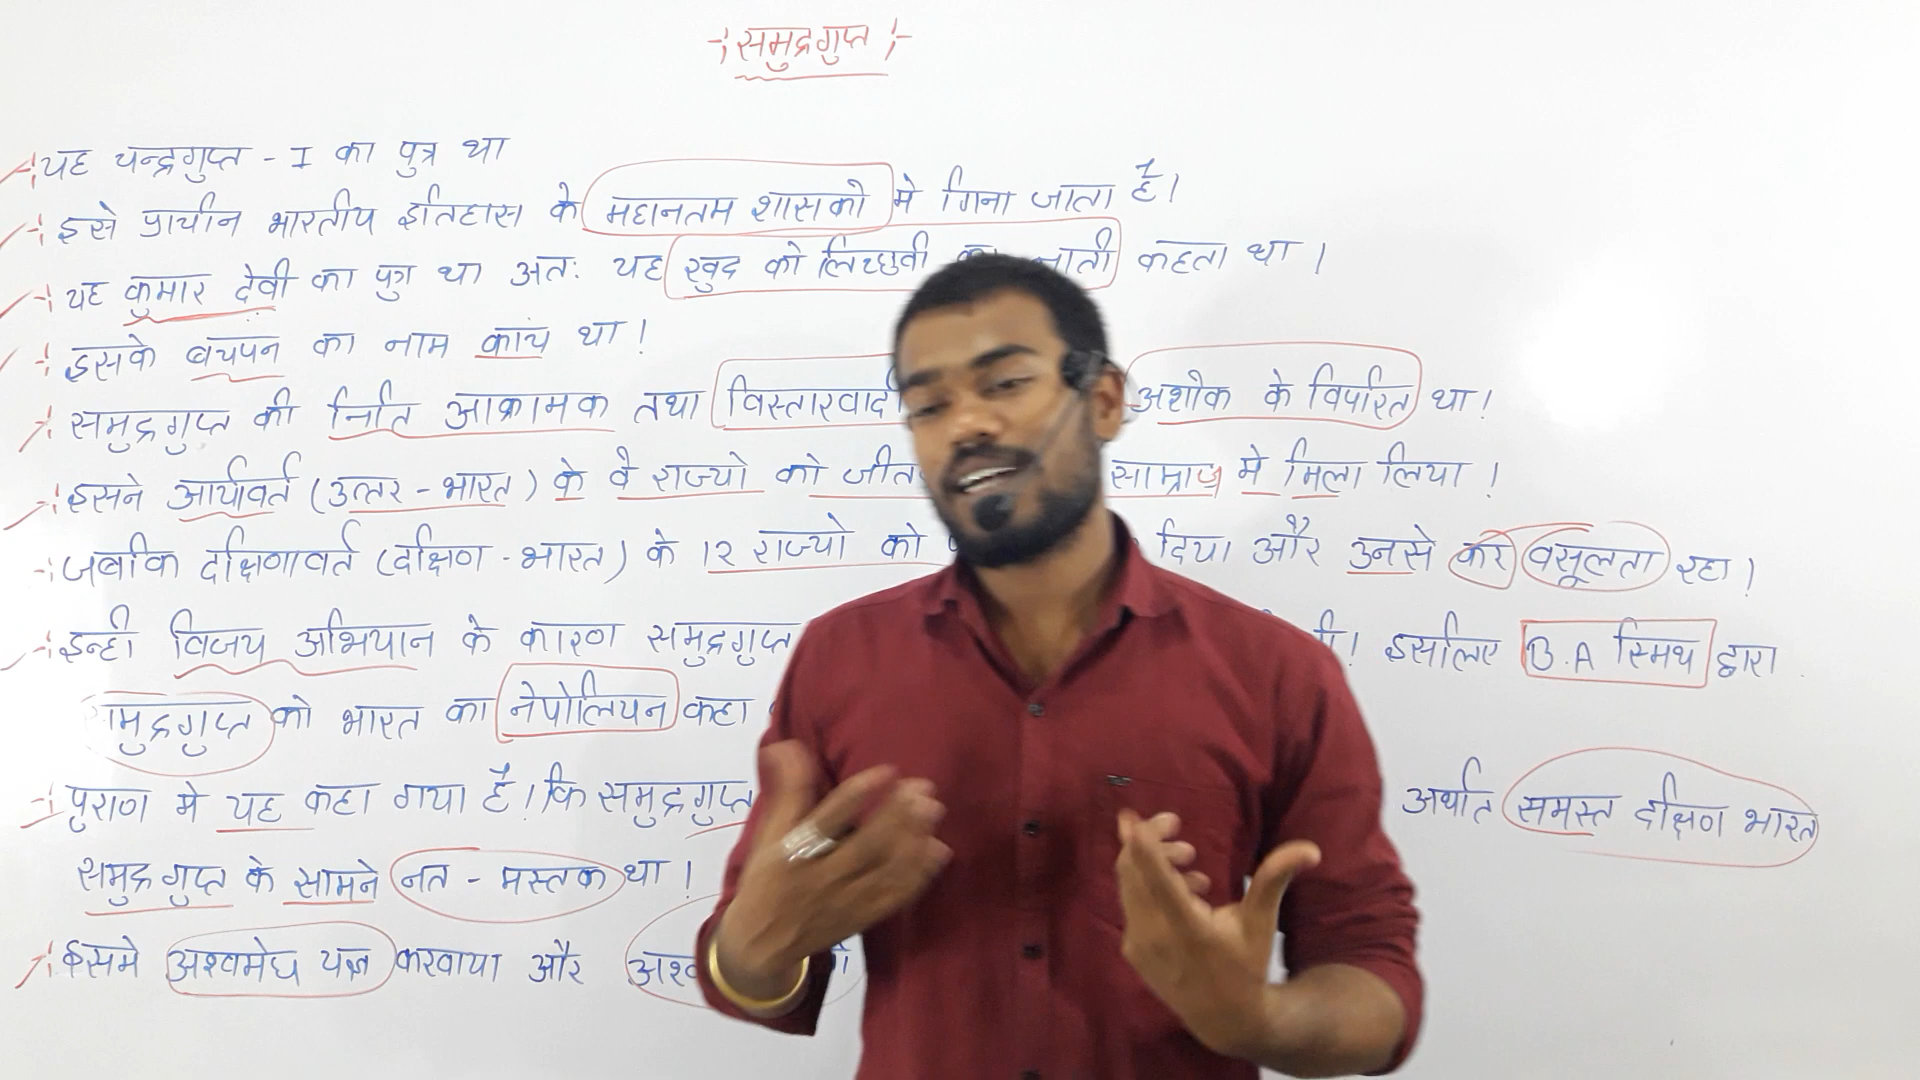 -: समुद्रगुप्त :-
-: यह चन्द्रगुप्त - I का पुत्र था
-: इसे प्राचीन भारतीय इतिहास के महानतम शासको मे गिना जाता है।
-: यह कुमार देवी का पुत्र था अतः यह खुद को लिच्छवी नाती कहता था ।
-: इसके बचपन का नाम कांच था !
-: समुद्रगुप्त की निति आक्रामक तथा विस्तारवादी अशोक के विपरित था !
-: इसने आर्यावर्त (उत्तर - भारत) के राज्यो को जीत साम्राज्य मे मिला लिया !
-: जबकि दक्षिणावर्त (दक्षिण - भारत) के 12 राज्यो को दिया और उनसे कर वसूलता रहा ।
-: इन्ही विजय अभियान के कारण समुद्रगुप्त ! इसलिए स्मिथ द्वारा
समुद्रगुप्त को भारत का नेपोलियन कहा
-: पुराण मे यह कहा गया है ! कि समुद्रगुप्त अर्थात समस्त दक्षिण भारत
समुद्रगुप्त के सामने नत - मस्तक था !
-: इसमे अश्वमेघ यज्ञ करवाया और